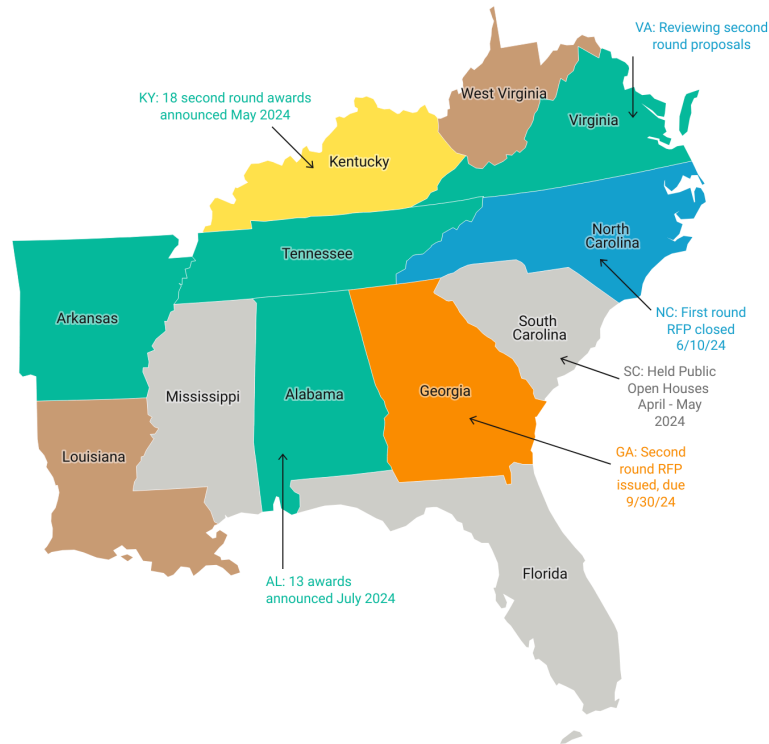 VA: Reviewing second
round proposals
West Virginia
KY: 18 second round awards
announced May 2024
Virginia
Kentucky
North
Carolina
Tennessee
Arkansas
NC: First round
RFP closed
6/10/24
South
Carolina
SC: Held Public
Open Houses
April - May
2024
Mississippi
Alabama
Georgia
Louisiana
GA: Second
round RFP
issued, due
9/30/24
Florida
AL: 13 awards
announced July 2024